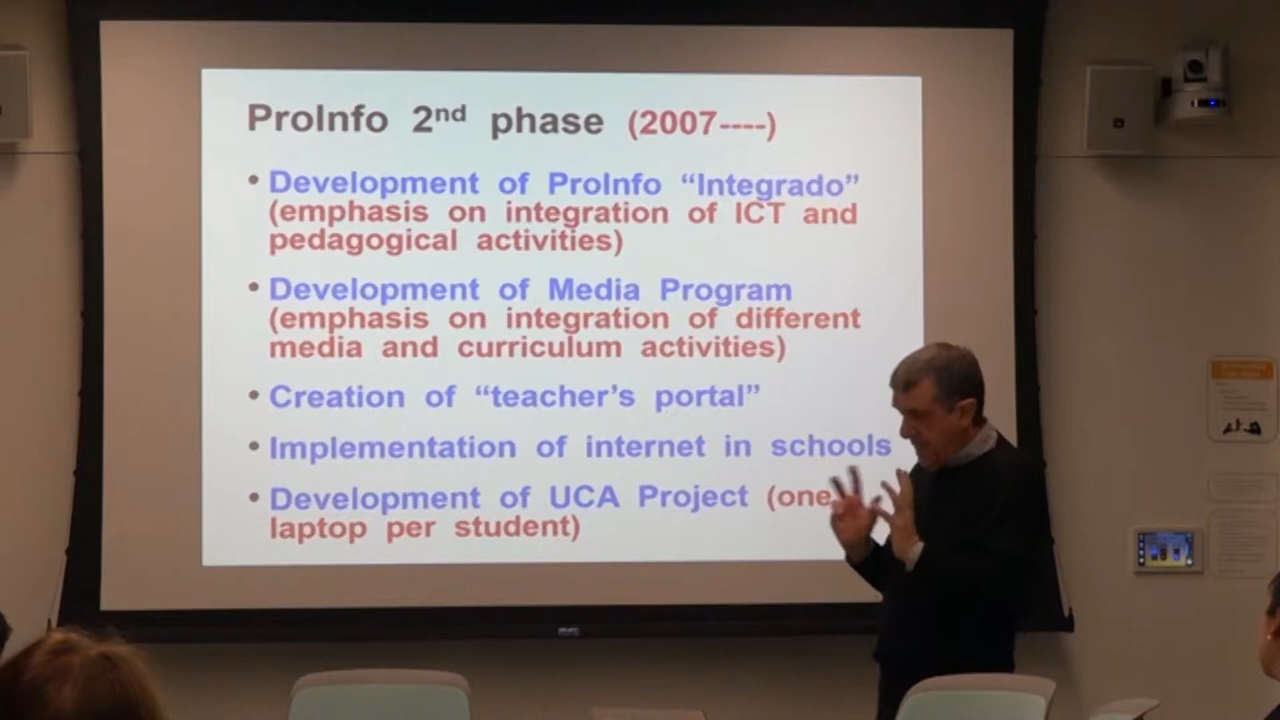 ProInfo 2nd phase (2007----)
• Development of ProInfo “Integrado”
(emphasis on integration of ICT and
pedagogical activities)
• Development of Media Program
(emphasis on integration of different
media and curriculum activities)
• Creation of “teacher’s portal”
• Implementation of internet in schools
• Development of UCA Project (one
laptop per student)